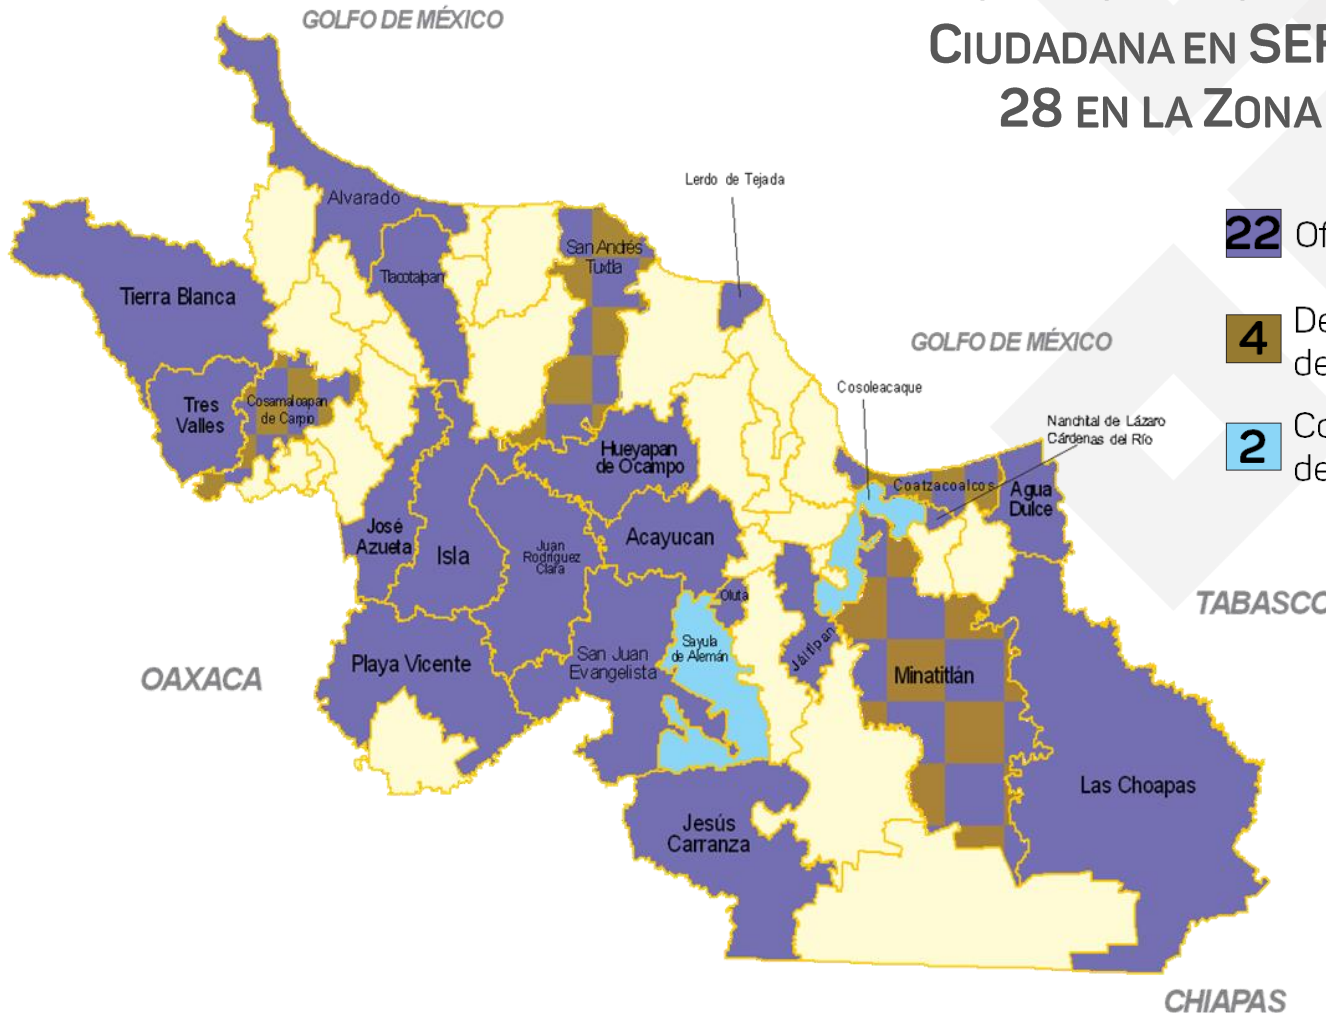 GOLFO DE MÉXICO
CIUDADANA EN
28 EN LA ZONA
Lerdo de Tejada
Alvarado
San Andrés
Tuxtla
22
Tlacotalpan
Tierra Blanca
GOLFO DE MÉXICO
4
Cosoleacaque
Tres
Valles
Cosamaloapan
de Carpio
Nanchital de Lázaro
Cárdenas del Río
2
Hueyapan
de Ocampo
Coatzacoalcos
Agua
Dulce
José
Azueta
Isla
Juan
Rodríguez
Clara
Acayucan
Oluta
TABASCO
Sayula
de Alemán
Jáltipan
San Juan
Evangelista
Playa Vicente
OAXACA
Minatitlán
Las Choapas
Jesús
Carranza
CHIAPAS